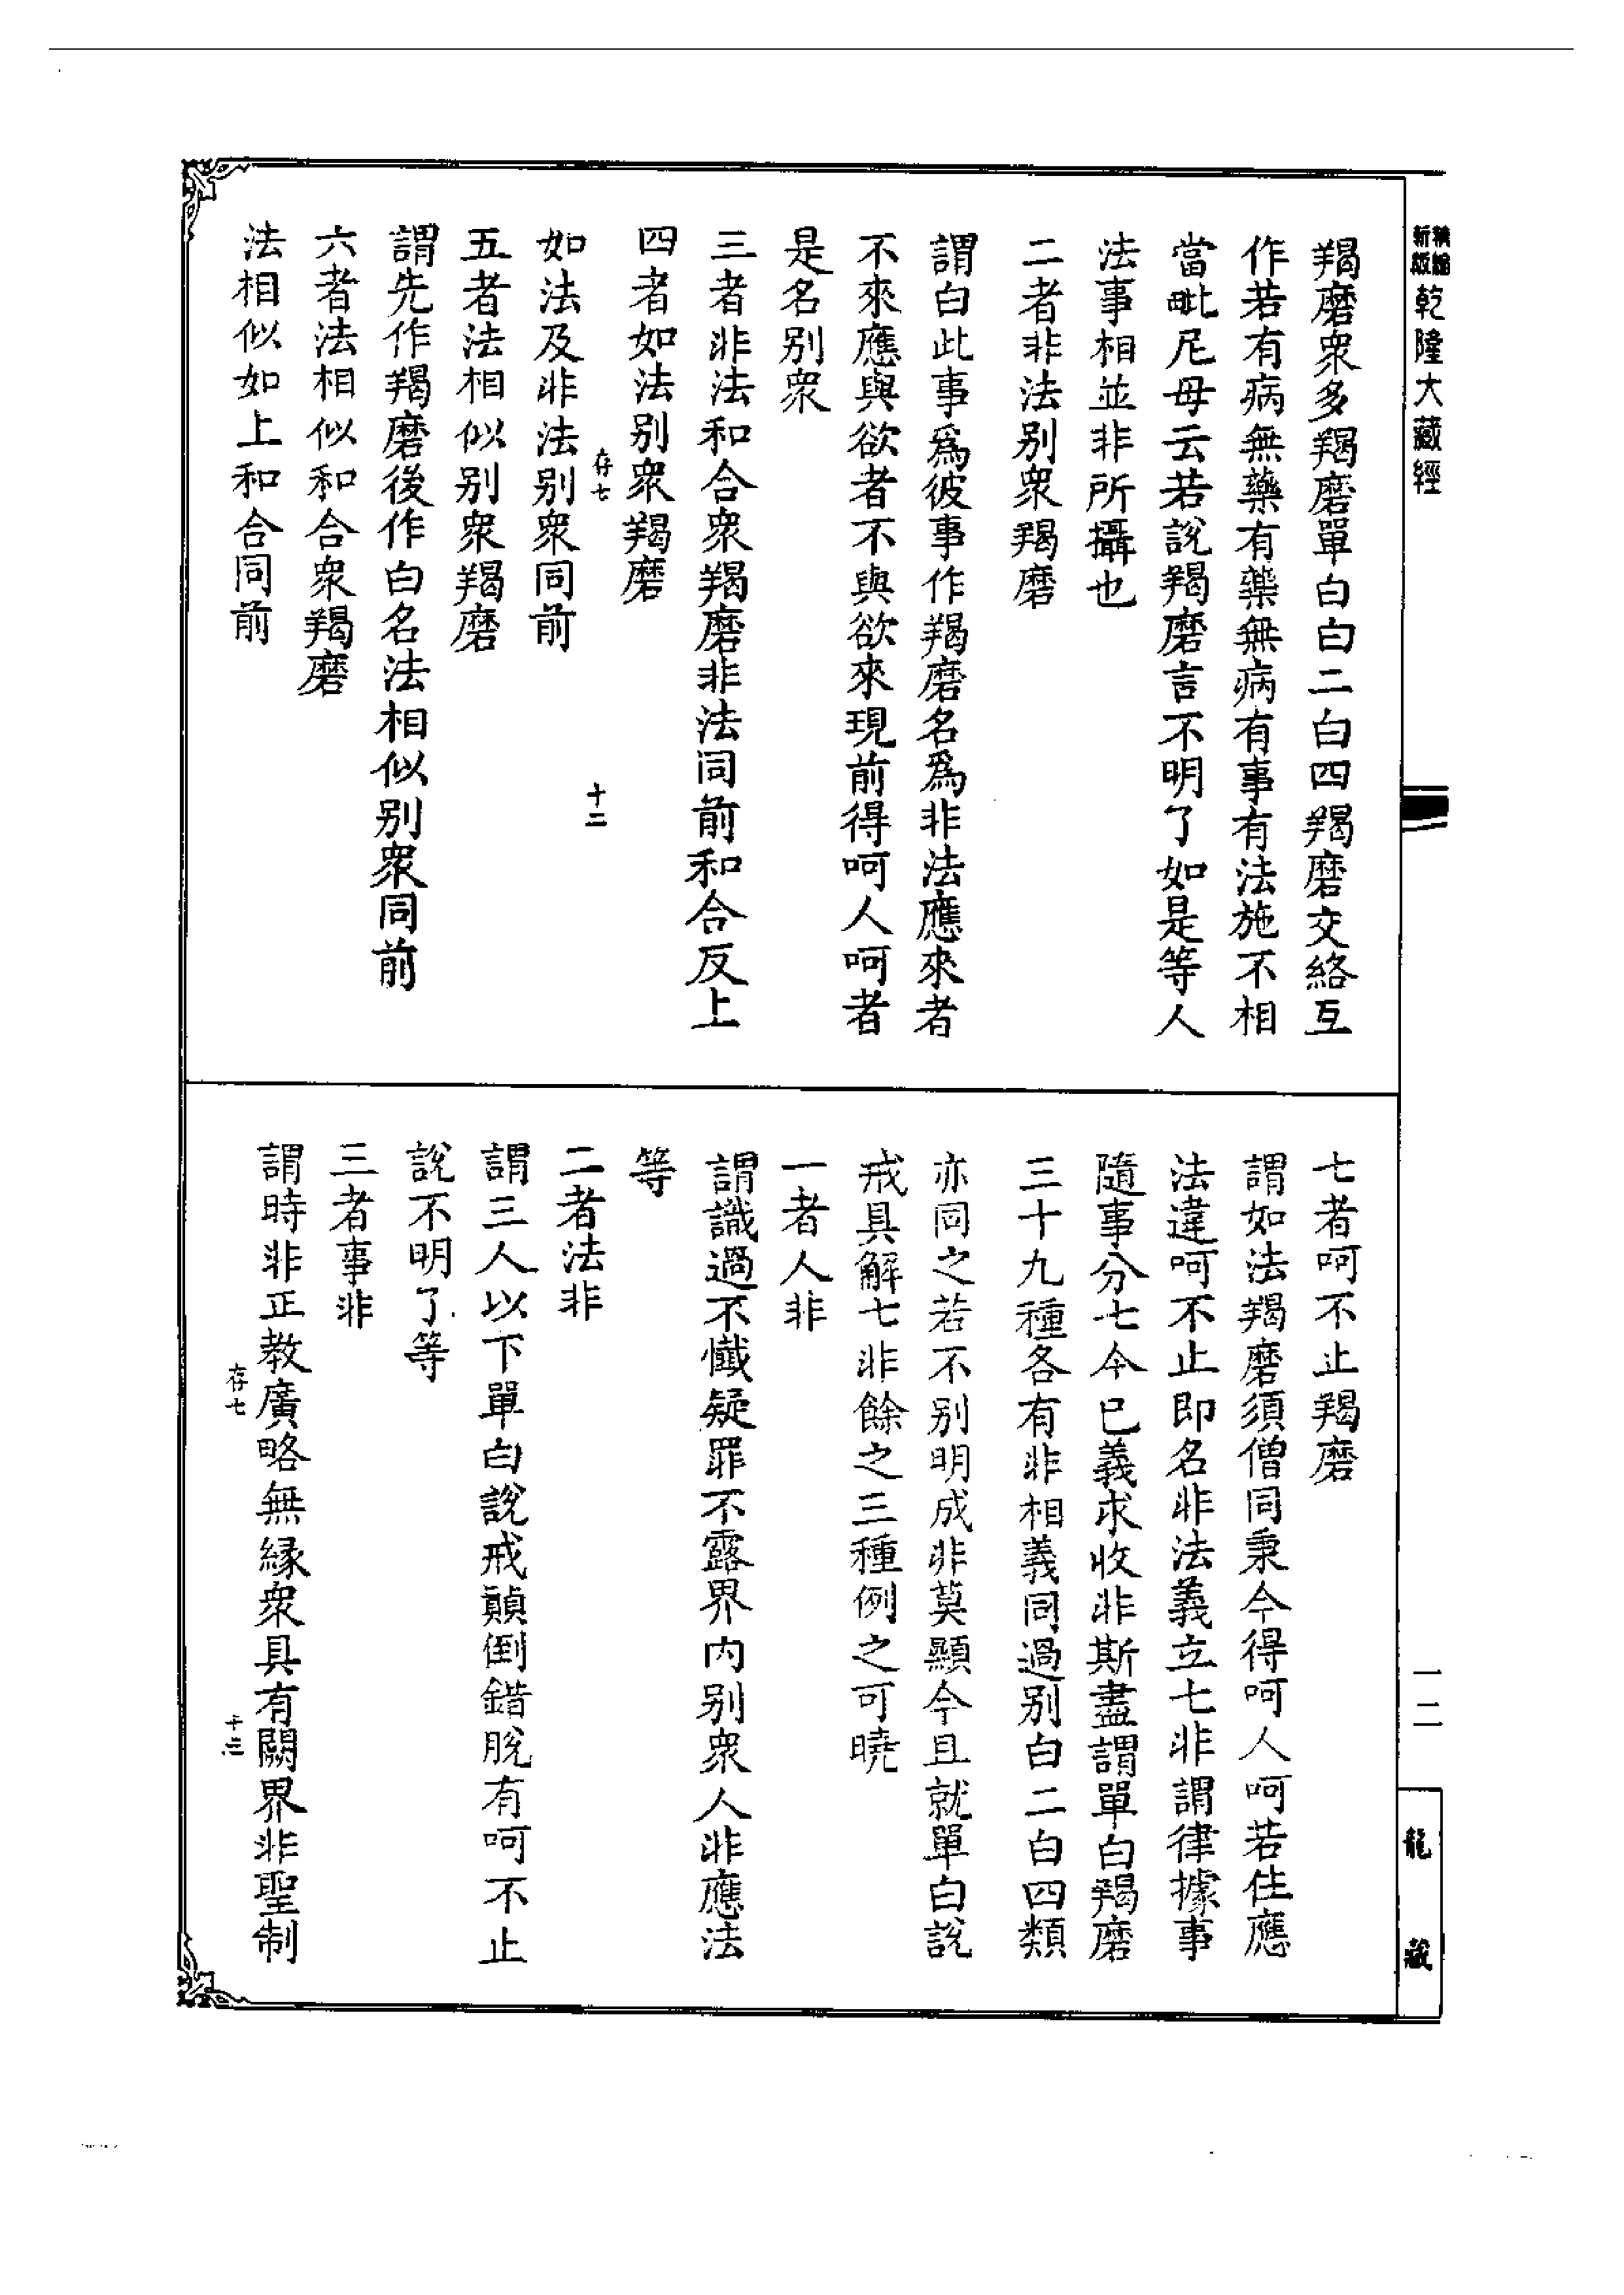 精縮新版乾隆大藏經
羯磨衆多羯磨單白白二白四羯磨交絡互
作若有病無藥有藥無病有事有法施不相
當毗尼母云若說羯磨言不明了如是等人
法事相並非所攝也
二者非法别衆羯磨
謂白此事爲彼事作羯磨名爲非法應來者
不來應與欲者不與欲來現前得呵人呵者
是名别衆
三者非法和合衆羯磨非法同前和合反上
四者如法别衆羯磨
存七
十二
如法及非法别衆同前
五者法相似别衆羯磨
謂先作羯磨後作白名法相似别衆同前
六者法相似和合衆羯磨
法相似如上和合同前
七者呵不止羯磨
謂如法羯磨須僧同秉今得呵人呵若住應
法違呵不止即名非法義立七非謂律據事
隨事分七今已義求收非斯盡謂單白羯磨
三十九種各有非相義同過别白二白四類
亦同之若不别明成非莫顯今且就單白說
戒具解七非餘之三種例之可曉
一者人非
謂識過不懺疑罪不露界内别衆人非應法
等
二者法非
謂三人以下單白說戒顛倒錯脫有呵不止
說不明了等
三者事非
謂時非正教廣略無緣衆具有闕界非聖制
存七
十三
一二
龍藏